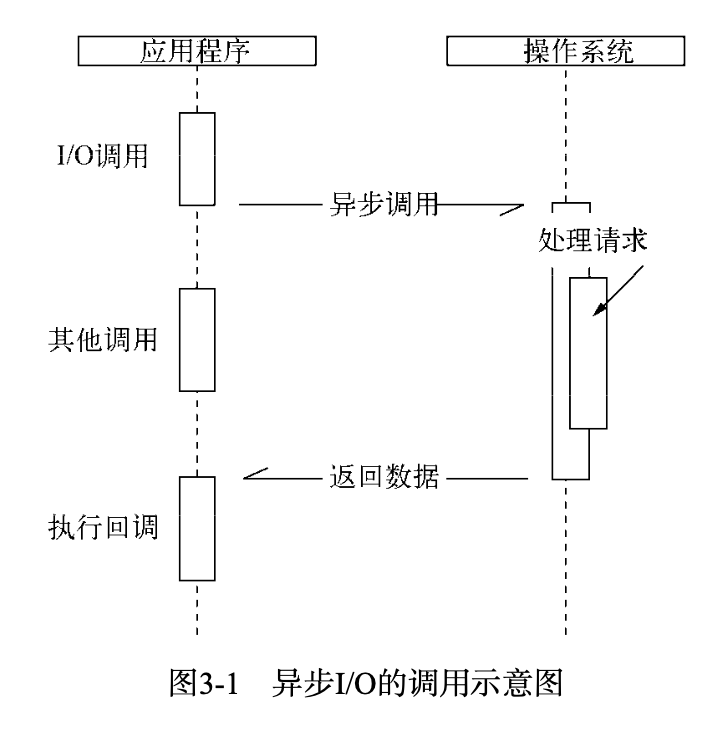 应用程序
操作系统
I/O调用
异步调用
处理请求
其他调用
返回数据
执行回调
图3-1 异步I/O的调用示意图